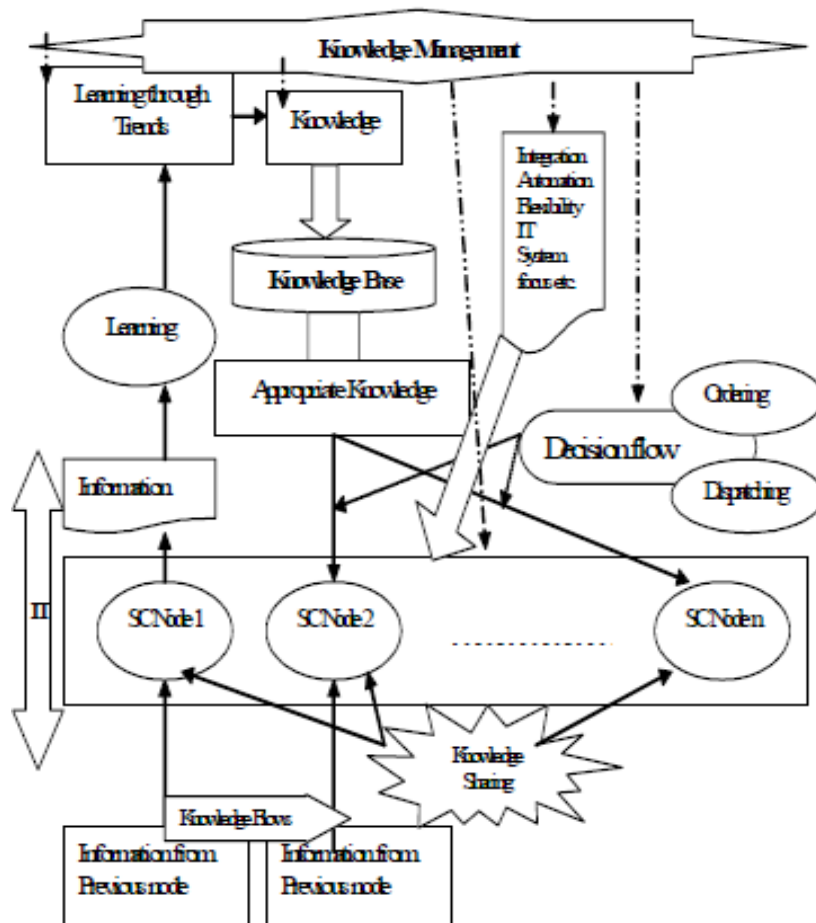 Knowledge Management
Learning through
Trends
Knowledge
Integration
Automation
Flexibility
IT
System
focus etc.
Knowledge Base
Learning
Appropriate Knowledge
Ordering
Decision flow
Dispatching
Information
IT
SC Node 1
SC Node 2
SC Node n
Knowledge
Sharing
Knowledge Flows
Information from
Previous node
Information from
Previous node